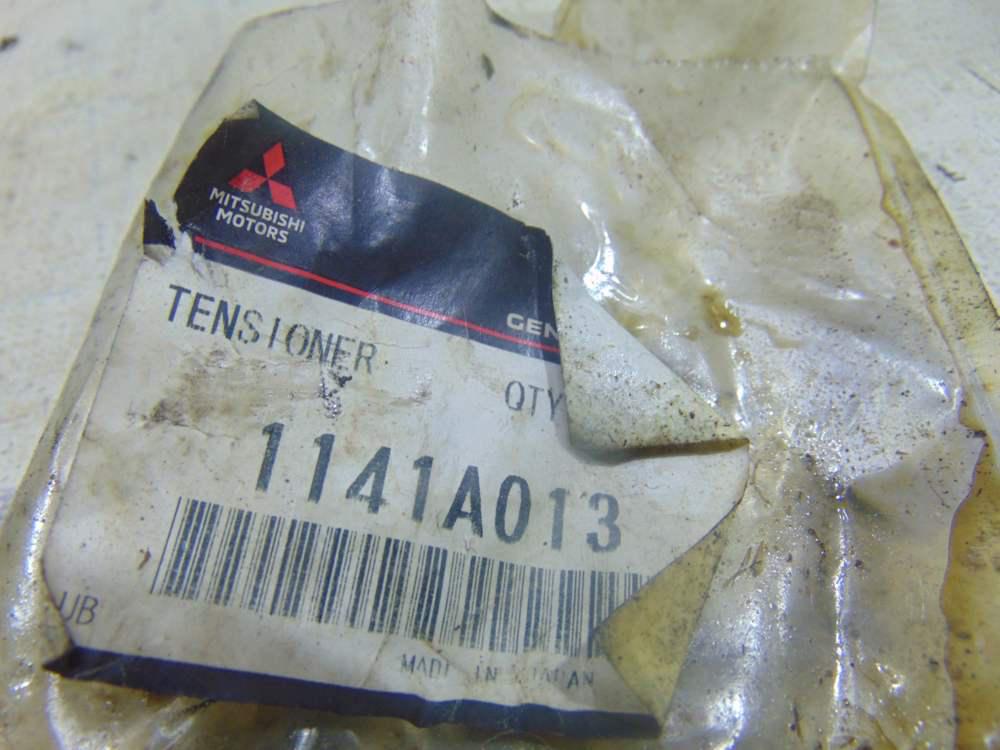 MITSUBISHI
MOTORS
GEN
TENSIONER
QTY
1141A013
UB
MADE IN JAPAN